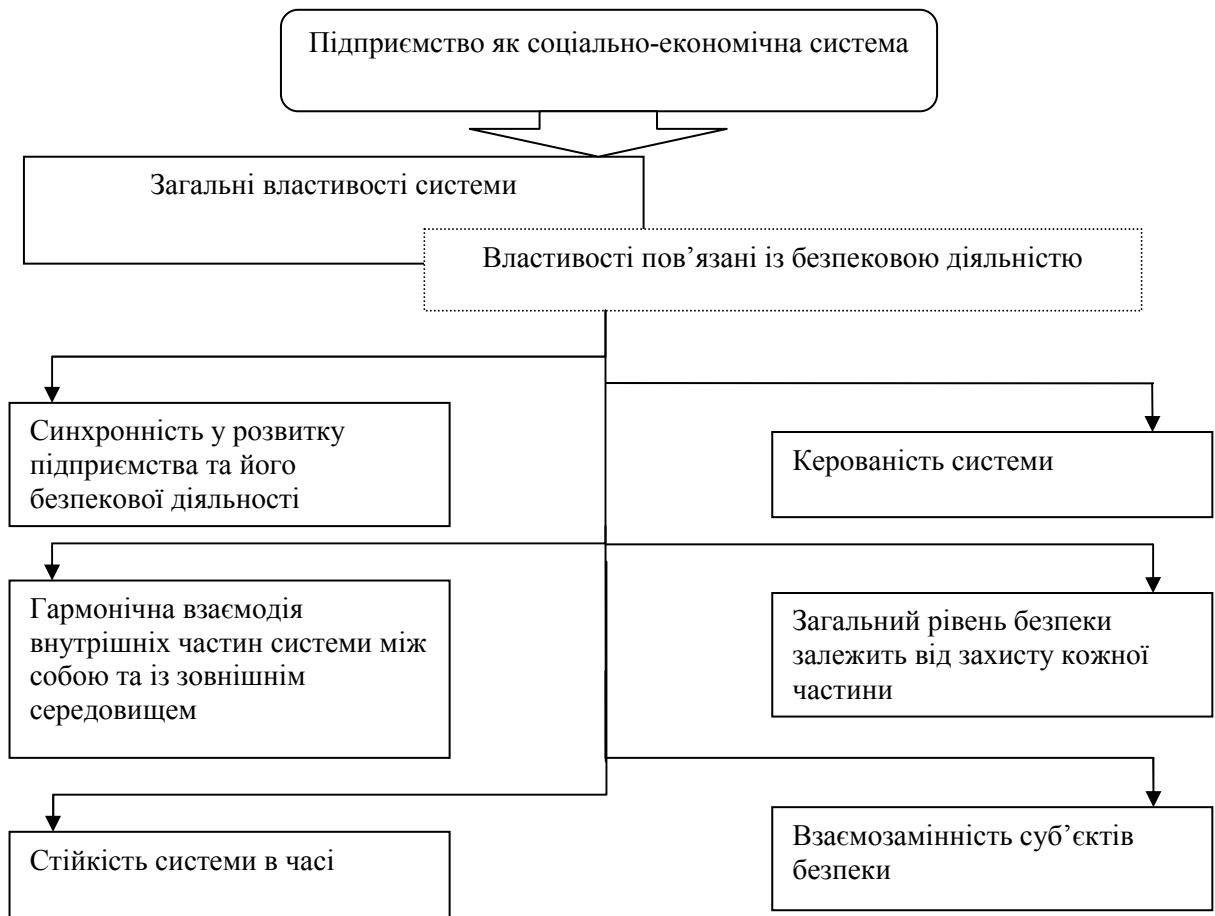 Підприємство як соціально-економічна система
Загальні властивості системи
Властивості пов’язані із безпековою діяльністю
Синхронність у розвитку
підприємства та його
безпекової діяльності
Керованість системи
Гармонічна взаємодія
внутрішніх частин системи між
собою та із зовнішнім
середовищем
Загальний рівень безпеки
залежить від захисту кожної
частини
Стійкість системи в часі
Взаємозамінність суб’єктів
безпеки